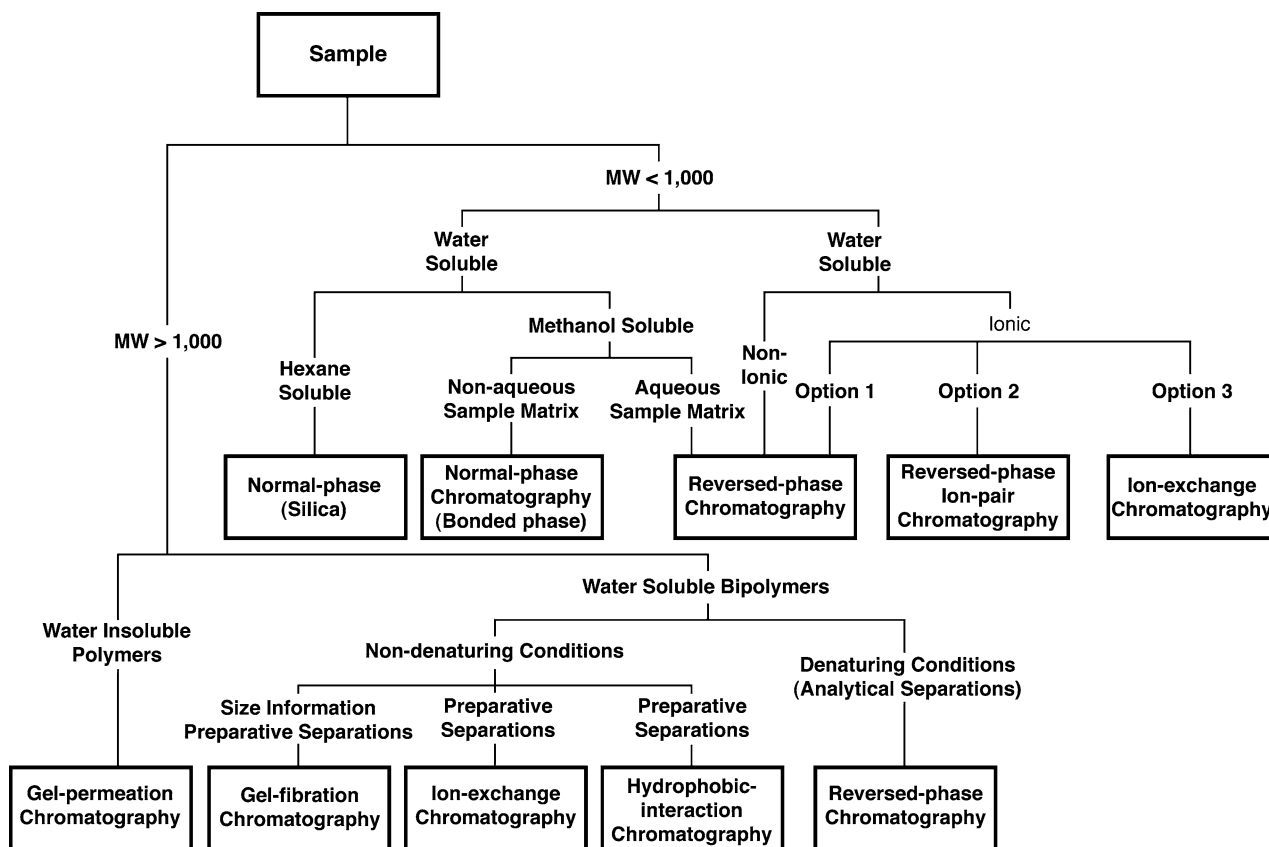 Sample
MW < 1,000
Water
Soluble
Water
Soluble
MW > 1,000
Hexane
Soluble
Methanol Soluble
Non-aqueous
Sample Matrix
Aqueous
Sample Matrix
Non-
Ionic
Ionic
Option 1
Option 2
Option 3
Normal-phase
(Silica)
Normal-phase
Chromatography
(Bonded phase)
Reversed-phase
Chromatography
Reversed-phase
Ion-pair
Chromatography
Ion-exchange
Chromatography
Water Insoluble
Polymers
Water Soluble Bipolymers
Non-denaturing Conditions
Denaturing Conditions
(Analytical Separations)
Size Information
Preparative Separations
Preparative
Separations
Preparative
Separations
Gel-permeation
Chromatography
Gel-fibration
Chromatography
Ion-exchange
Chromatography
Hydrophobic-
interaction
Chromatography
Reversed-phase
Chromatography